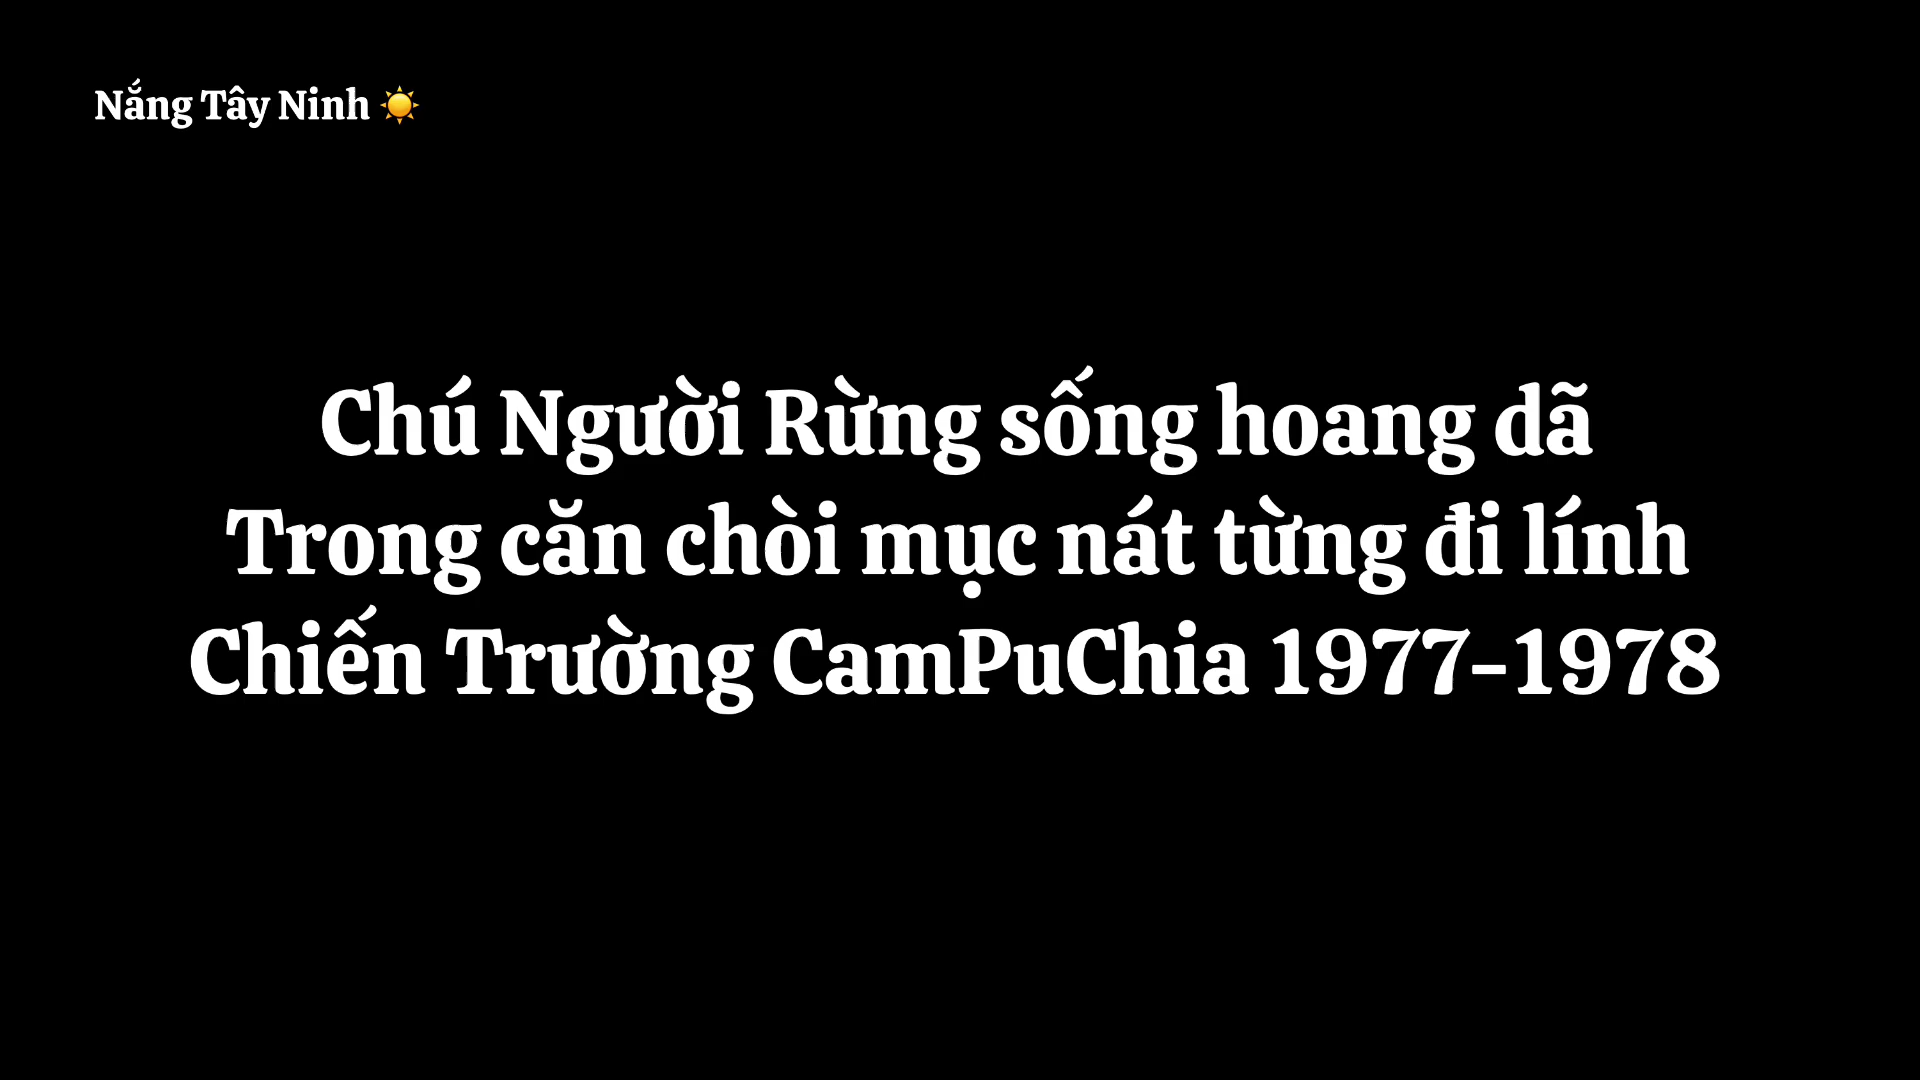 Nắng Tây Ninh ☀️
Chú Người Rừng sống hoang dã
Trong căn chòi mục nát từng đi lính
Chiến Trường CamPuChia 1977-1978